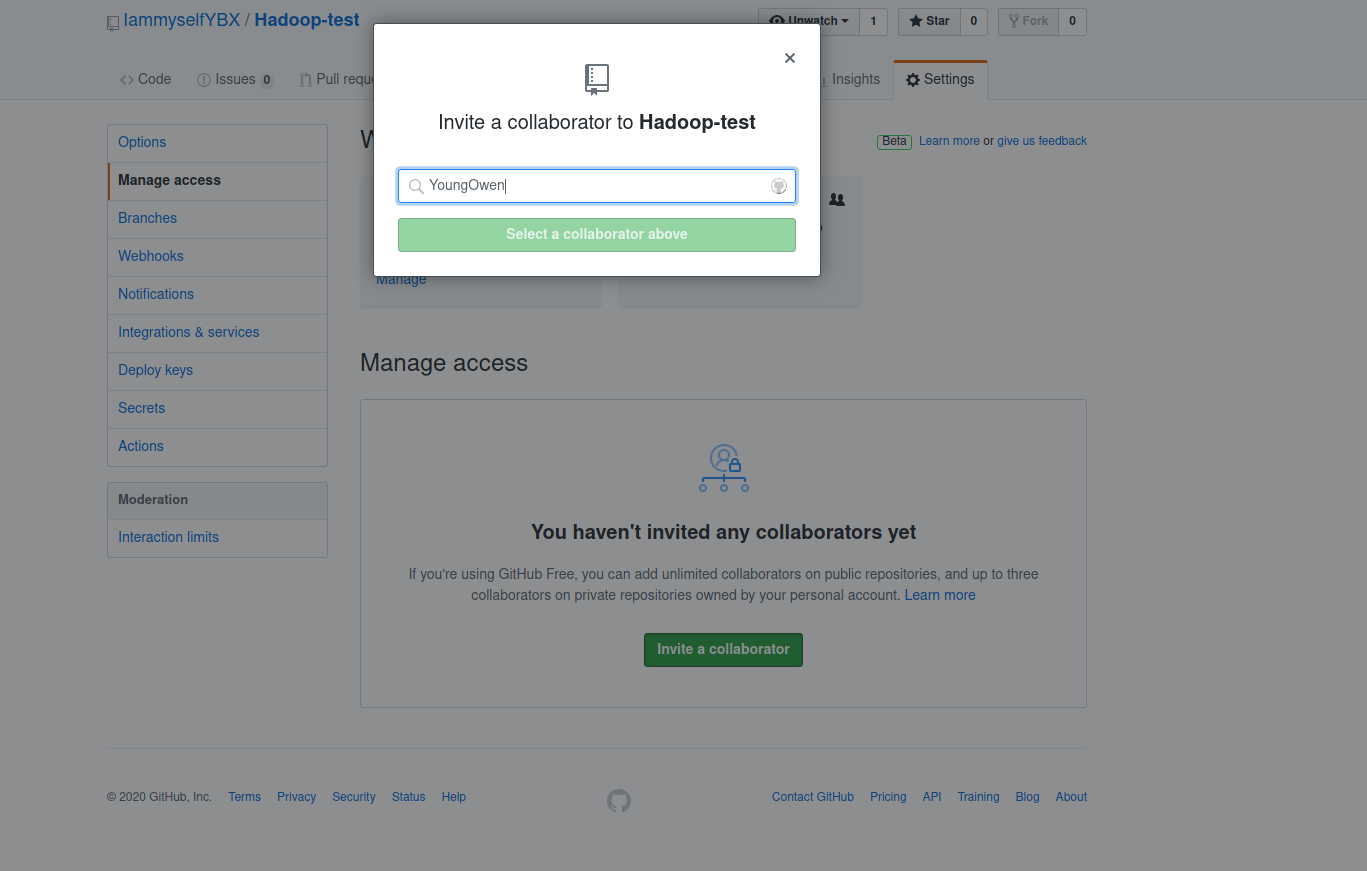 IammyselfYBX / Hadoop-test
Unwatch 1 Star 0 Fork 0
Code Issues 0 Pull requ Insights Settings
Invite a collaborator to Hadoop-test
YoungOwen
Select a collaborator above
Options
Manage access
Branches
Webhooks
Notifications
Integrations & services
Deploy keys
Secrets
Actions
Moderation
Interaction limits
W
Beta Learn more or give us feedback
Manage
Manage access
You haven't invited any collaborators yet
If you're using GitHub Free, you can add unlimited collaborators on public repositories, and up to three
collaborators on private repositories owned by your personal account. Learn more
Invite a collaborator
© 2020 GitHub, Inc. Terms Privacy Security Status Help
Contact GitHub Pricing API Training Blog About